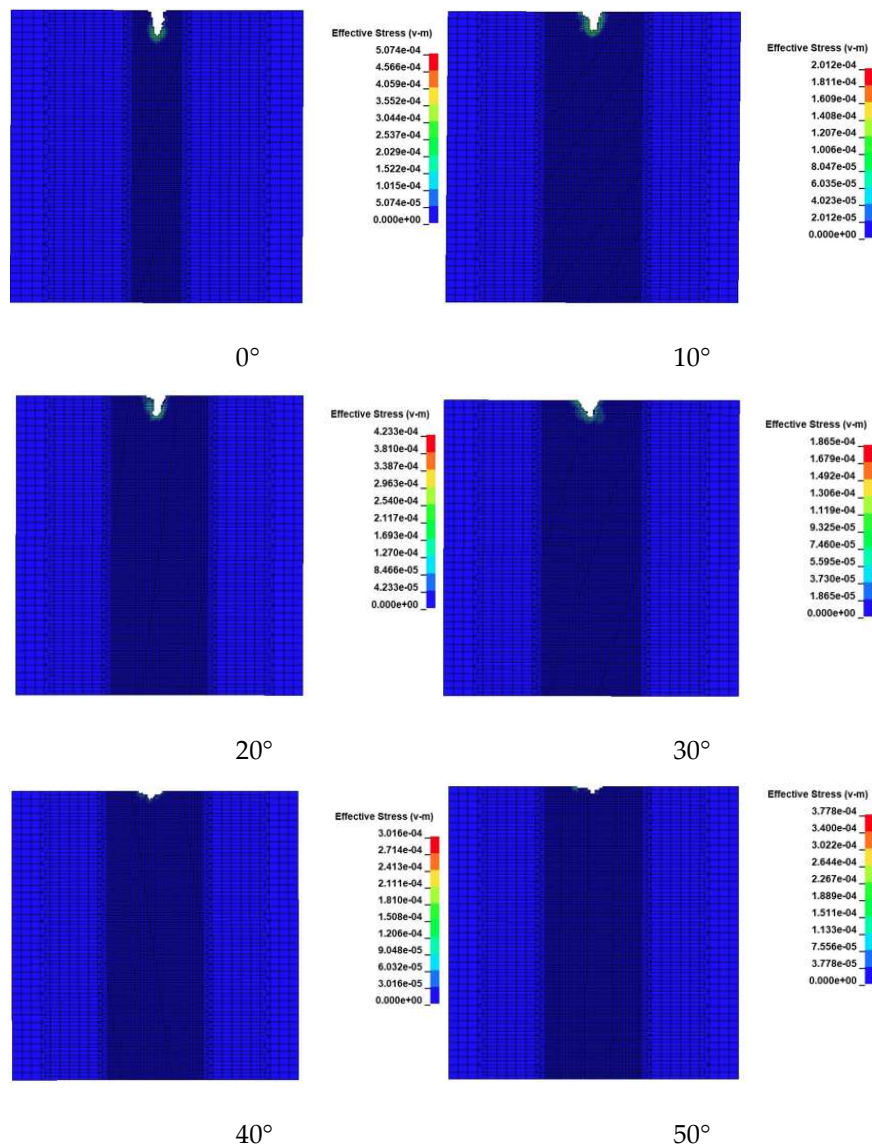 Effective Stress (v-m)
5.074e-04
4.566e-04
4.059e-04
3.552e-04
3.044e-04
2.537e-04
2.029e-04
1.522e-04
1.015e-04
5.074e-05
0.000e+00
0°
Effective Stress (v-m)
2.012e-04
1.811e-04
1.609e-04
1.408e-04
1.207e-04
1.006e-04
8.047e-05
6.035e-05
4.023e-05
2.012e-05
0.000e+00
10°
Effective Stress (v-m)
4.233e-04
3.810e-04
3.387e-04
2.963e-04
2.540e-04
2.117e-04
1.693e-04
1.270e-04
8.466e-05
4.233e-05
0.000e+00
20°
Effective Stress (v-m)
1.865e-04
1.679e-04
1.492e-04
1.306e-04
1.119e-04
9.325e-05
7.460e-05
5.595e-05
3.730e-05
1.865e-05
0.000e+00
30°
Effective Stress (v-m)
3.016e-04
2.714e-04
2.413e-04
2.111e-04
1.810e-04
1.508e-04
1.206e-04
9.048e-05
6.032e-05
3.016e-05
0.000e+00
40°
Effective Stress (v-m)
3.778e-04
3.400e-04
3.022e-04
2.644e-04
2.267e-04
1.889e-04
1.511e-04
1.133e-04
7.556e-05
3.778e-05
0.000e+00
50°